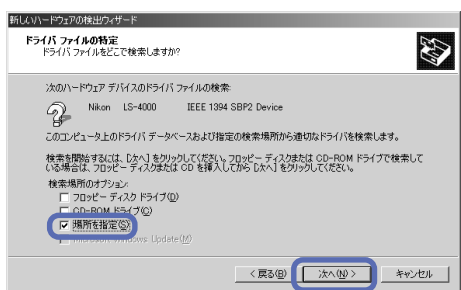 新しいハードウェアの検出ウィザード
ドライバ ファイルの特定
ドライバ ファイルをどこで検索しますか?
次のハードウェア デバイスのドライバ ファイルの検索:
Nikon LS-4000 IEEE 1394 SBP2 Device
このコンピュータ上のドライバ データベースおよび指定の検索場所から適切なドライバを検索します。
検索を開始するには、[次へ] をクリックしてください。フロッピー ディスクまたは CD-ROM ドライブで検索して
いる場合は、フロッピー ディスクまたは CD を挿入してから [次へ] をクリックしてください。
検索場所のオプション:
フロッピー ディスク ドライブ(D)
CD-ROM ドライブ(C)
場所を指定(S)
Microsoft Windows Update(M)
< 戻る(B)
次へ(N) >
キャンセル